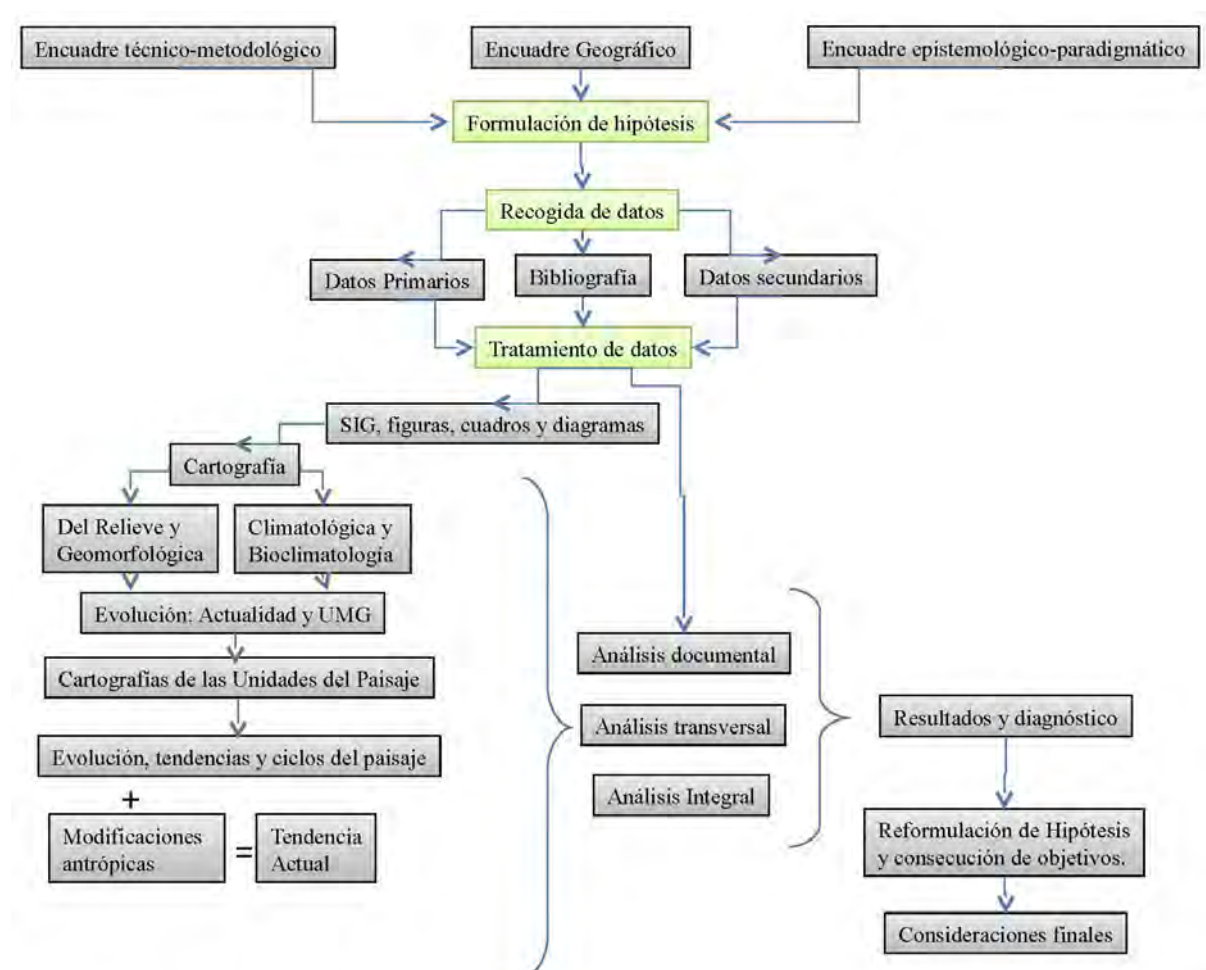 Encuadre técnico-metodológico
Encuadre Geográfico
Encuadre epistemológico-paradigmático
Formulación de hipótesis
Recogida de datos
Datos Primarios
Bibliografía
Datos secundarios
Tratamiento de datos
SIG, figuras, cuadros y diagramas
Cartografía
Del Relieve y
Geomorfológica
Climatológica y
Bioclimatología
Evolución: Actualidad y UMG
Cartografías de las Unidades del Paisaje
Evolución, tendencias y ciclos del paisaje
+
Modificaciones
antrópicas
=
Tendencia
Actual
Análisis documental
Análisis transversal
Análisis Integral
Resultados y diagnóstico
Reformulación de Hipótesis
y consecución de objetivos.
Consideraciones finales